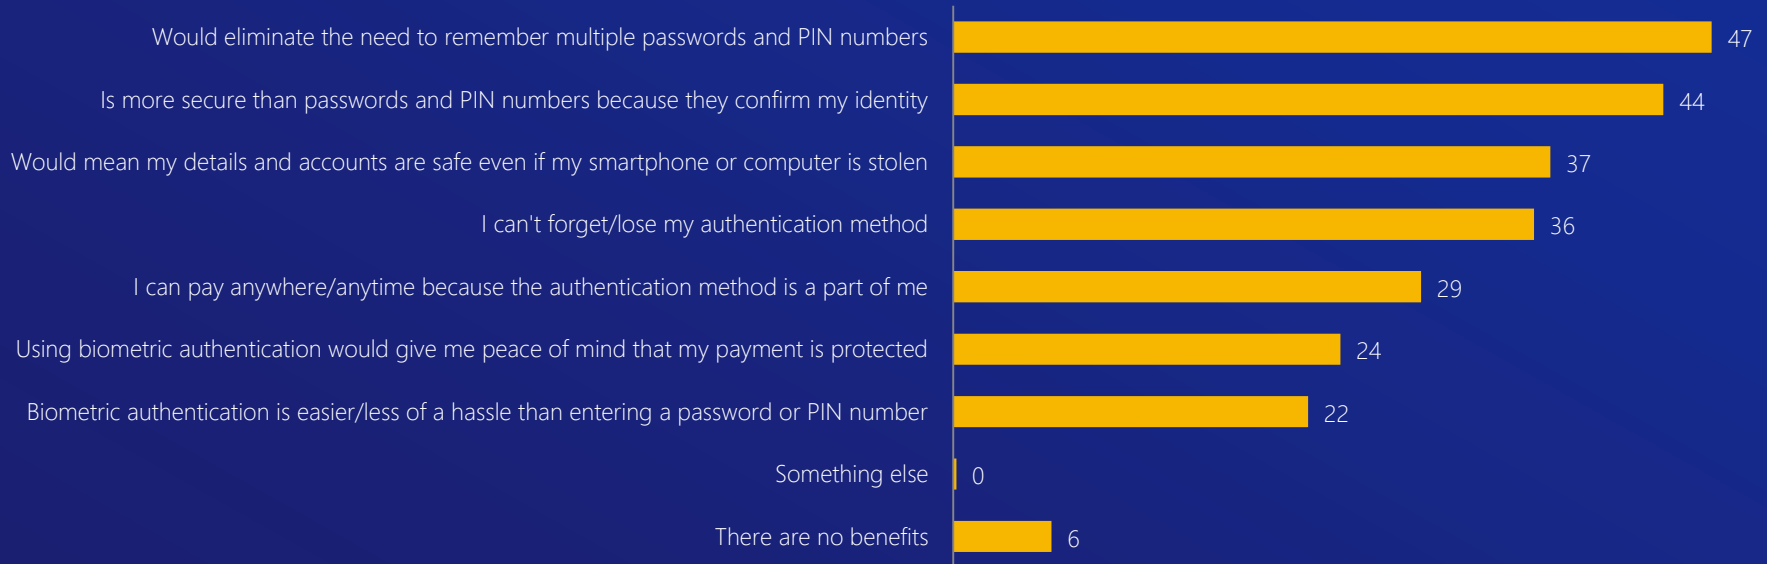 Would eliminate the need to remember multiple passwords and PIN numbers 47
Is more secure than passwords and PIN numbers because they confirm my identity 44
Would mean my details and accounts are safe even if my smartphone or computer is stolen 37
I can't forget/lose my authentication method 36
I can pay anywhere/anytime because the authentication method is a part of me 29
Using biometric authentication would give me peace of mind that my payment is protected 24
Biometric authentication is easier/less of a hassle than entering a password or PIN number 22
Something else 0
There are no benefits 6